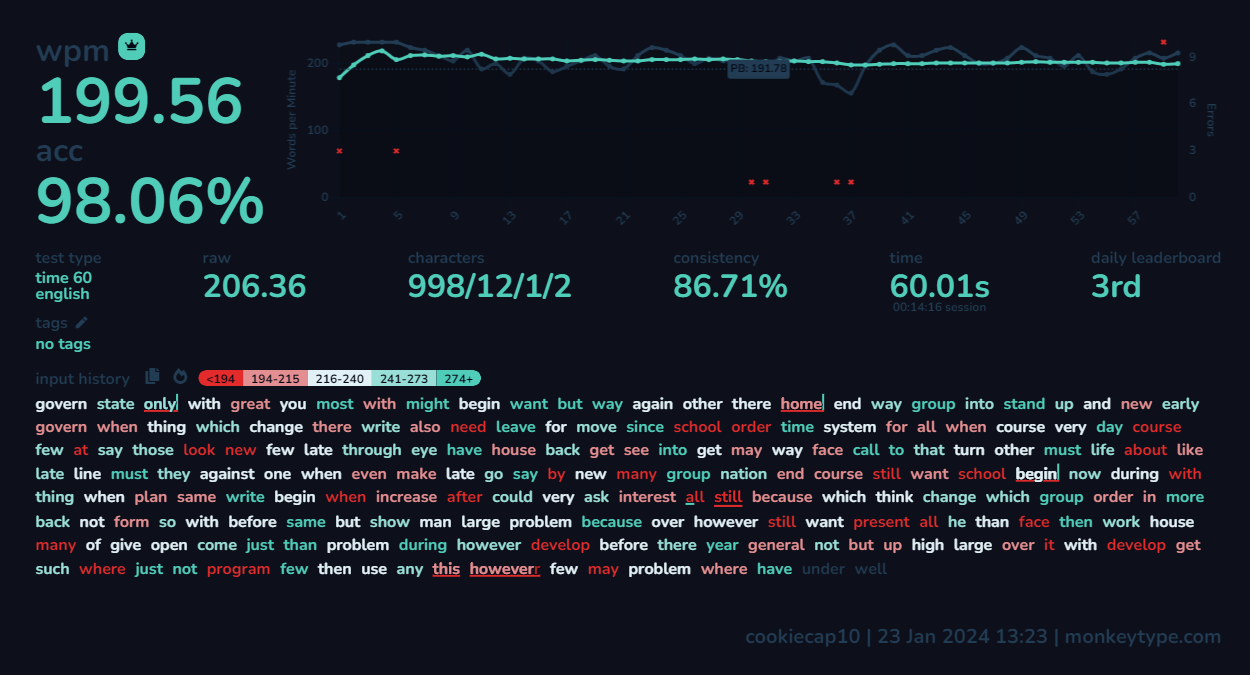 wpm
199.56
acc
98.06%
Words per Minute
200
100
0
PB: 191.78
9
6
3
0
Errors
1 5 9 13 17 21 25 29 33 37 41 45 49 53 57
test type
time 60
english
raw
206.36
characters
998/12/1/2
consistency
86.71%
time
60.01s
00:14:16 session
daily leaderboard
3rd
tags
no tags
input history <194 194-215 216-240 241-273 274+
govern state only with great you most with might begin want but way again other there home end way group into stand up and new early
govern when thing which change there write also need leave for move since school order time system for all when course very day course
few at say those look new few late through eye have house back get see into get may way face call to that turn other must life about like
late line must they against one when even make late go say by new many group nation end course still want school begin now during with
thing when plan same write begin when increase after could very ask interest all still because which think change which group order in more
back not form so with before same but show man large problem because over however still want present all he than face then work house
many of give open come just than problem during however develop before there year general not but up high large over it with develop get
such where just not program few then use any this howeverr few may problem where have under well
cookiecap10 | 23 Jan 2024 13:23 | monkeytype.com